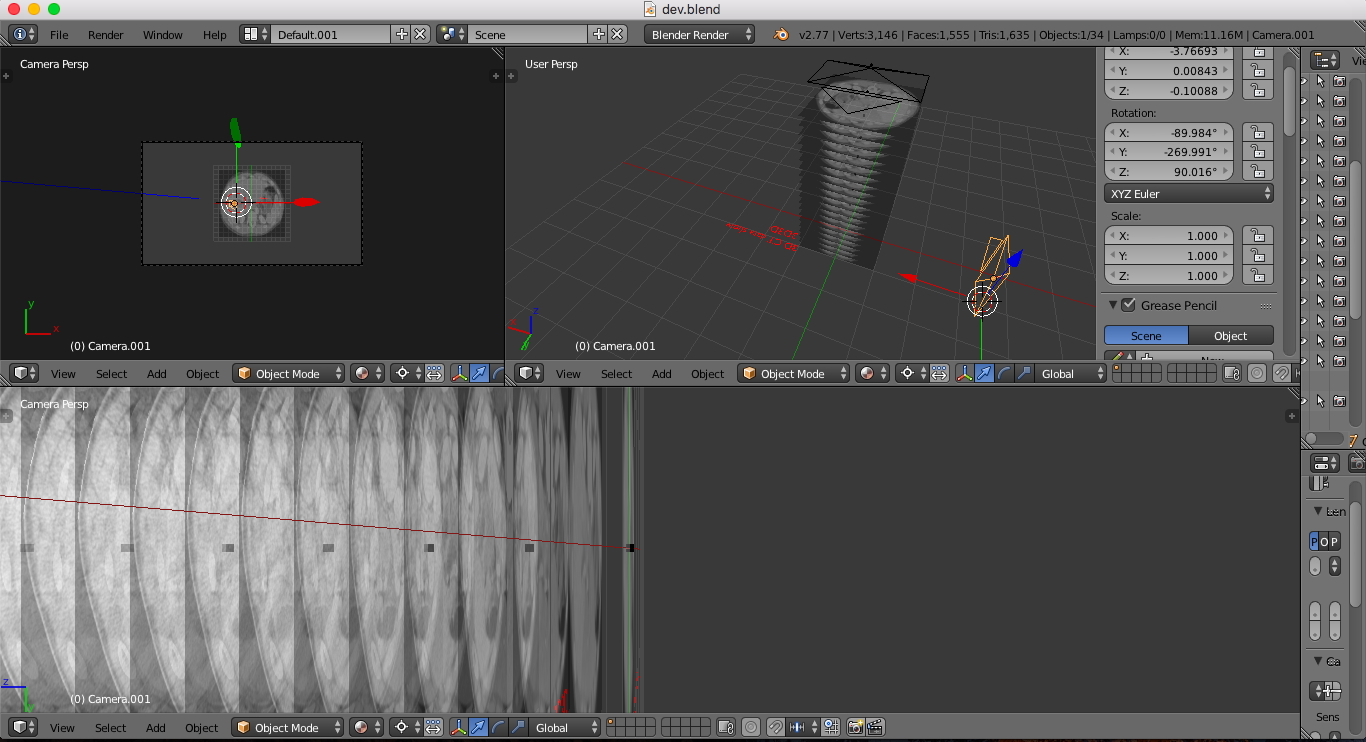 dev.blend
File Render Window Help Default.001 Scene Blender Render v2.77 | Verts:3,146 | Faces:1,555 | Tris:1,635 | Objects:1/34 | Lamps:0/0 | Mem:11.16M | Camera.001
Camera Persp
y
x
(0) Camera.001
View Select Add Object Object Mode
User Persp
z
x
(0) Camera.001
View Select Add Object Object Mode Global
X: -3.76693
Y: 0.00843
Z: -0.10088
Rotation:
X: -89.984°
Y: -269.991°
Z: 90.016°
XYZ Euler
Scale:
X: 1.000
Y: 1.000
Z: 1.000
Grease Pencil
Scene Object
New
Camera Persp
z
(0) Camera.001
View Select Add Object Object Mode Global
Vie
Len
P O P
Ca
Sens